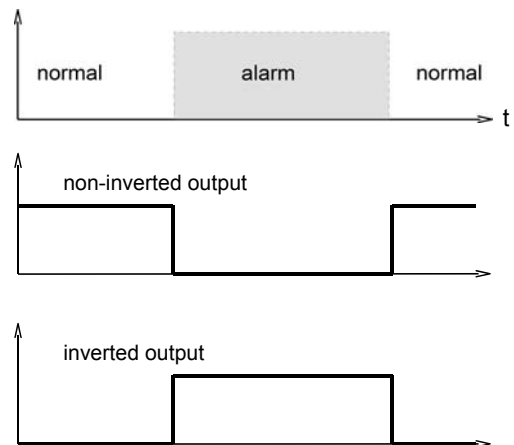 normal alarm normal
t
non-inverted output
inverted output